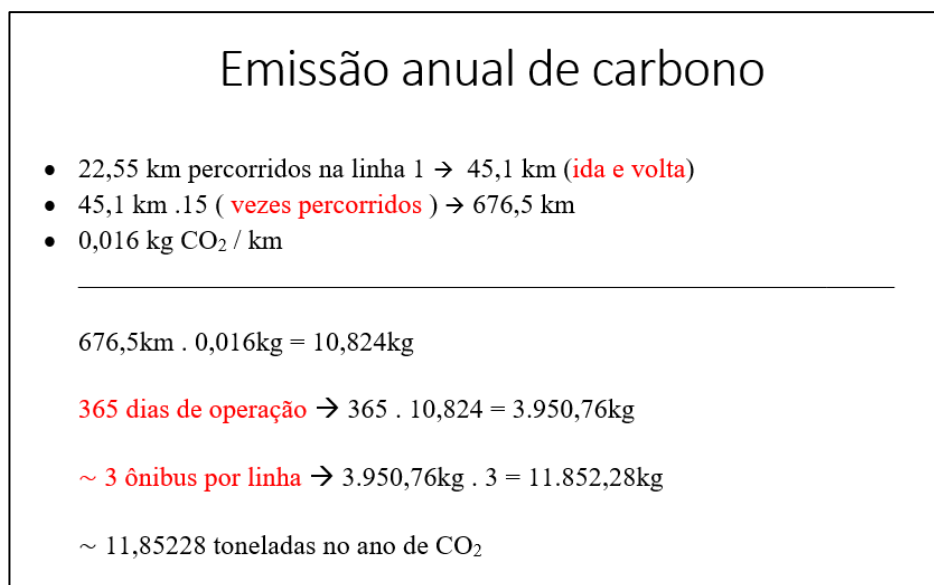 Emissão anual de carbono
• 22,55 km percorridos na linha 1 → 45,1 km (ida e volta)
• 45,1 km .15 ( vezes percorridos ) → 676,5 km
• 0,016 kg CO₂ / km
676,5km . 0,016kg = 10,824kg
365 dias de operação → 365 . 10,824 = 3.950,76kg
~ 3 ônibus por linha → 3.950,76kg . 3 = 11.852,28kg
~ 11,85228 toneladas no ano de CO₂